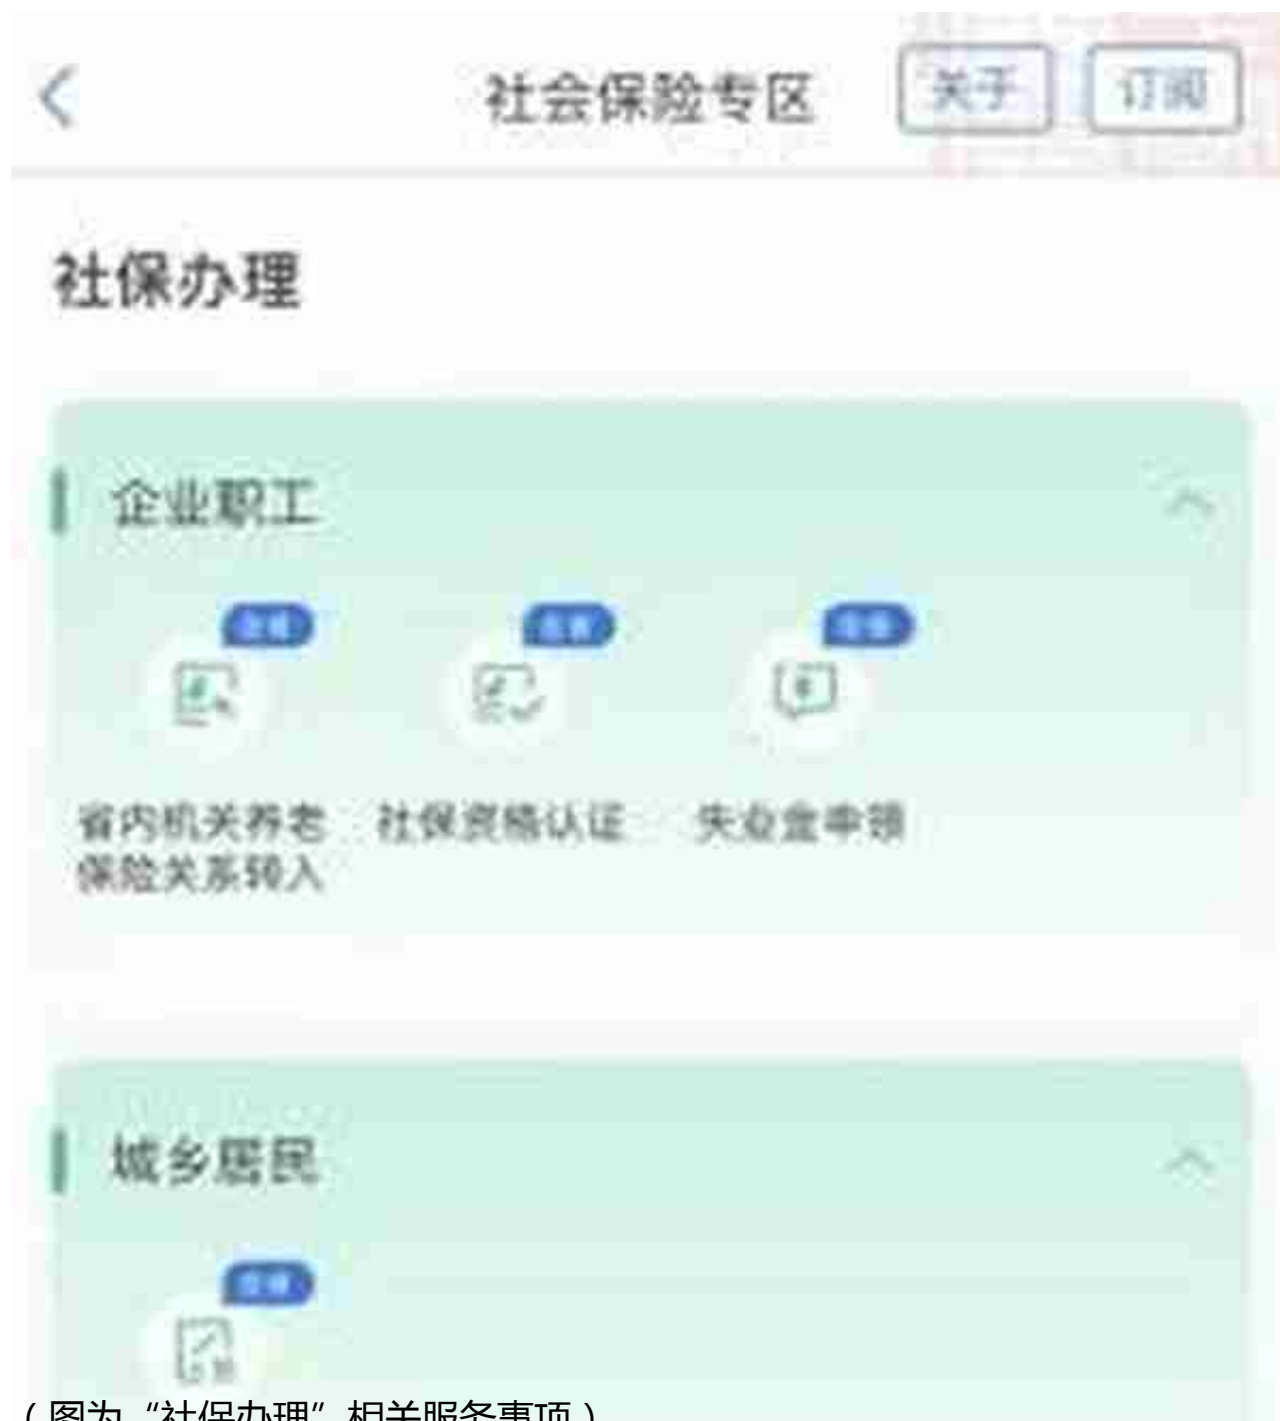 社会保险专区
关于
订阅
社保办理
企业职工
省内机关养老
保险关系转入
社保资格认证
失业金申领
城乡居民
（图为“社保办理”相关服务事项）